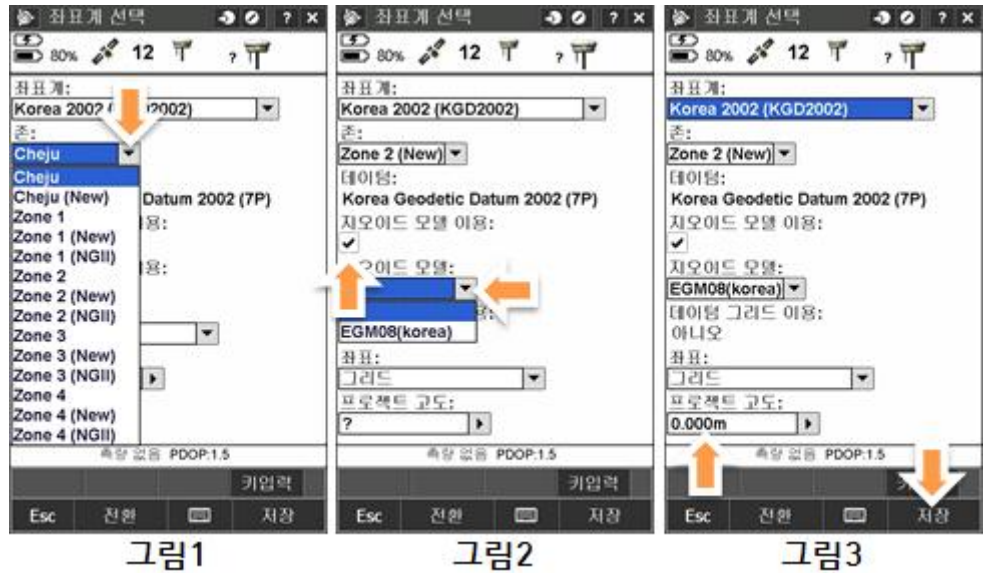 좌표계 선택
? ×
80% 12 ?
좌표계:
Korea 2002 ( 2002)
존:
Cheju
Cheju
Cheju (New)
Datum 2002 (7P)
Zone 1
용:
Zone 1 (New)
Zone 1 (NGII)
용:
Zone 2
Zone 2 (New)
Zone 2 (NGII)
Zone 3
Zone 3 (New)
Zone 3 (NGII)
Zone 4
Zone 4 (New)
Zone 4 (NGII)
측량 없음 PDOP:1.5
키입력
Esc 전환 저장
그림1
좌표계 선택
? ×
80% 12 ?
좌표계:
Korea 2002 (KGD2002)
존:
Zone 2 (New)
데이텀:
Korea Geodetic Datum 2002 (7P)
지오이드 모델 이용:
오이드 모델:
용:
EGM08(korea)
좌표:
그리드
프로젝트 고도:
?
측량 없음 PDOP:1.5
키입력
Esc 전환 저장
그림2
좌표계 선택
? ×
80% 12 ?
좌표계:
Korea 2002 (KGD2002)
존:
Zone 2 (New)
데이텀:
Korea Geodetic Datum 2002 (7P)
지오이드 모델 이용:
지오이드 모델:
EGM08(korea)
데이텀 그리드 이용:
아니오
좌표:
그리드
프로젝트 고도:
0.000m
측량 없음 PDOP:1.5
Esc 전환 저장
그림3